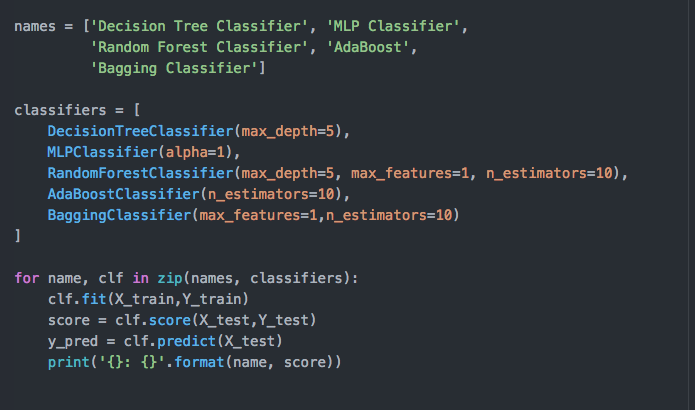 names = ['Decision Tree Classifier', 'MLP Classifier',
         'Random Forest Classifier', 'AdaBoost',
         'Bagging Classifier']

classifiers = [
    DecisionTreeClassifier(max_depth=5),
    MLPClassifier(alpha=1),
    RandomForestClassifier(max_depth=5, max_features=1, n_estimators=10),
    AdaBoostClassifier(n_estimators=10),
    BaggingClassifier(max_features=1,n_estimators=10)
]

for name, clf in zip(names, classifiers):
    clf.fit(X_train,Y_train)
    score = clf.score(X_test,Y_test)
    y_pred = clf.predict(X_test)
    print('{}: {}'.format(name, score))